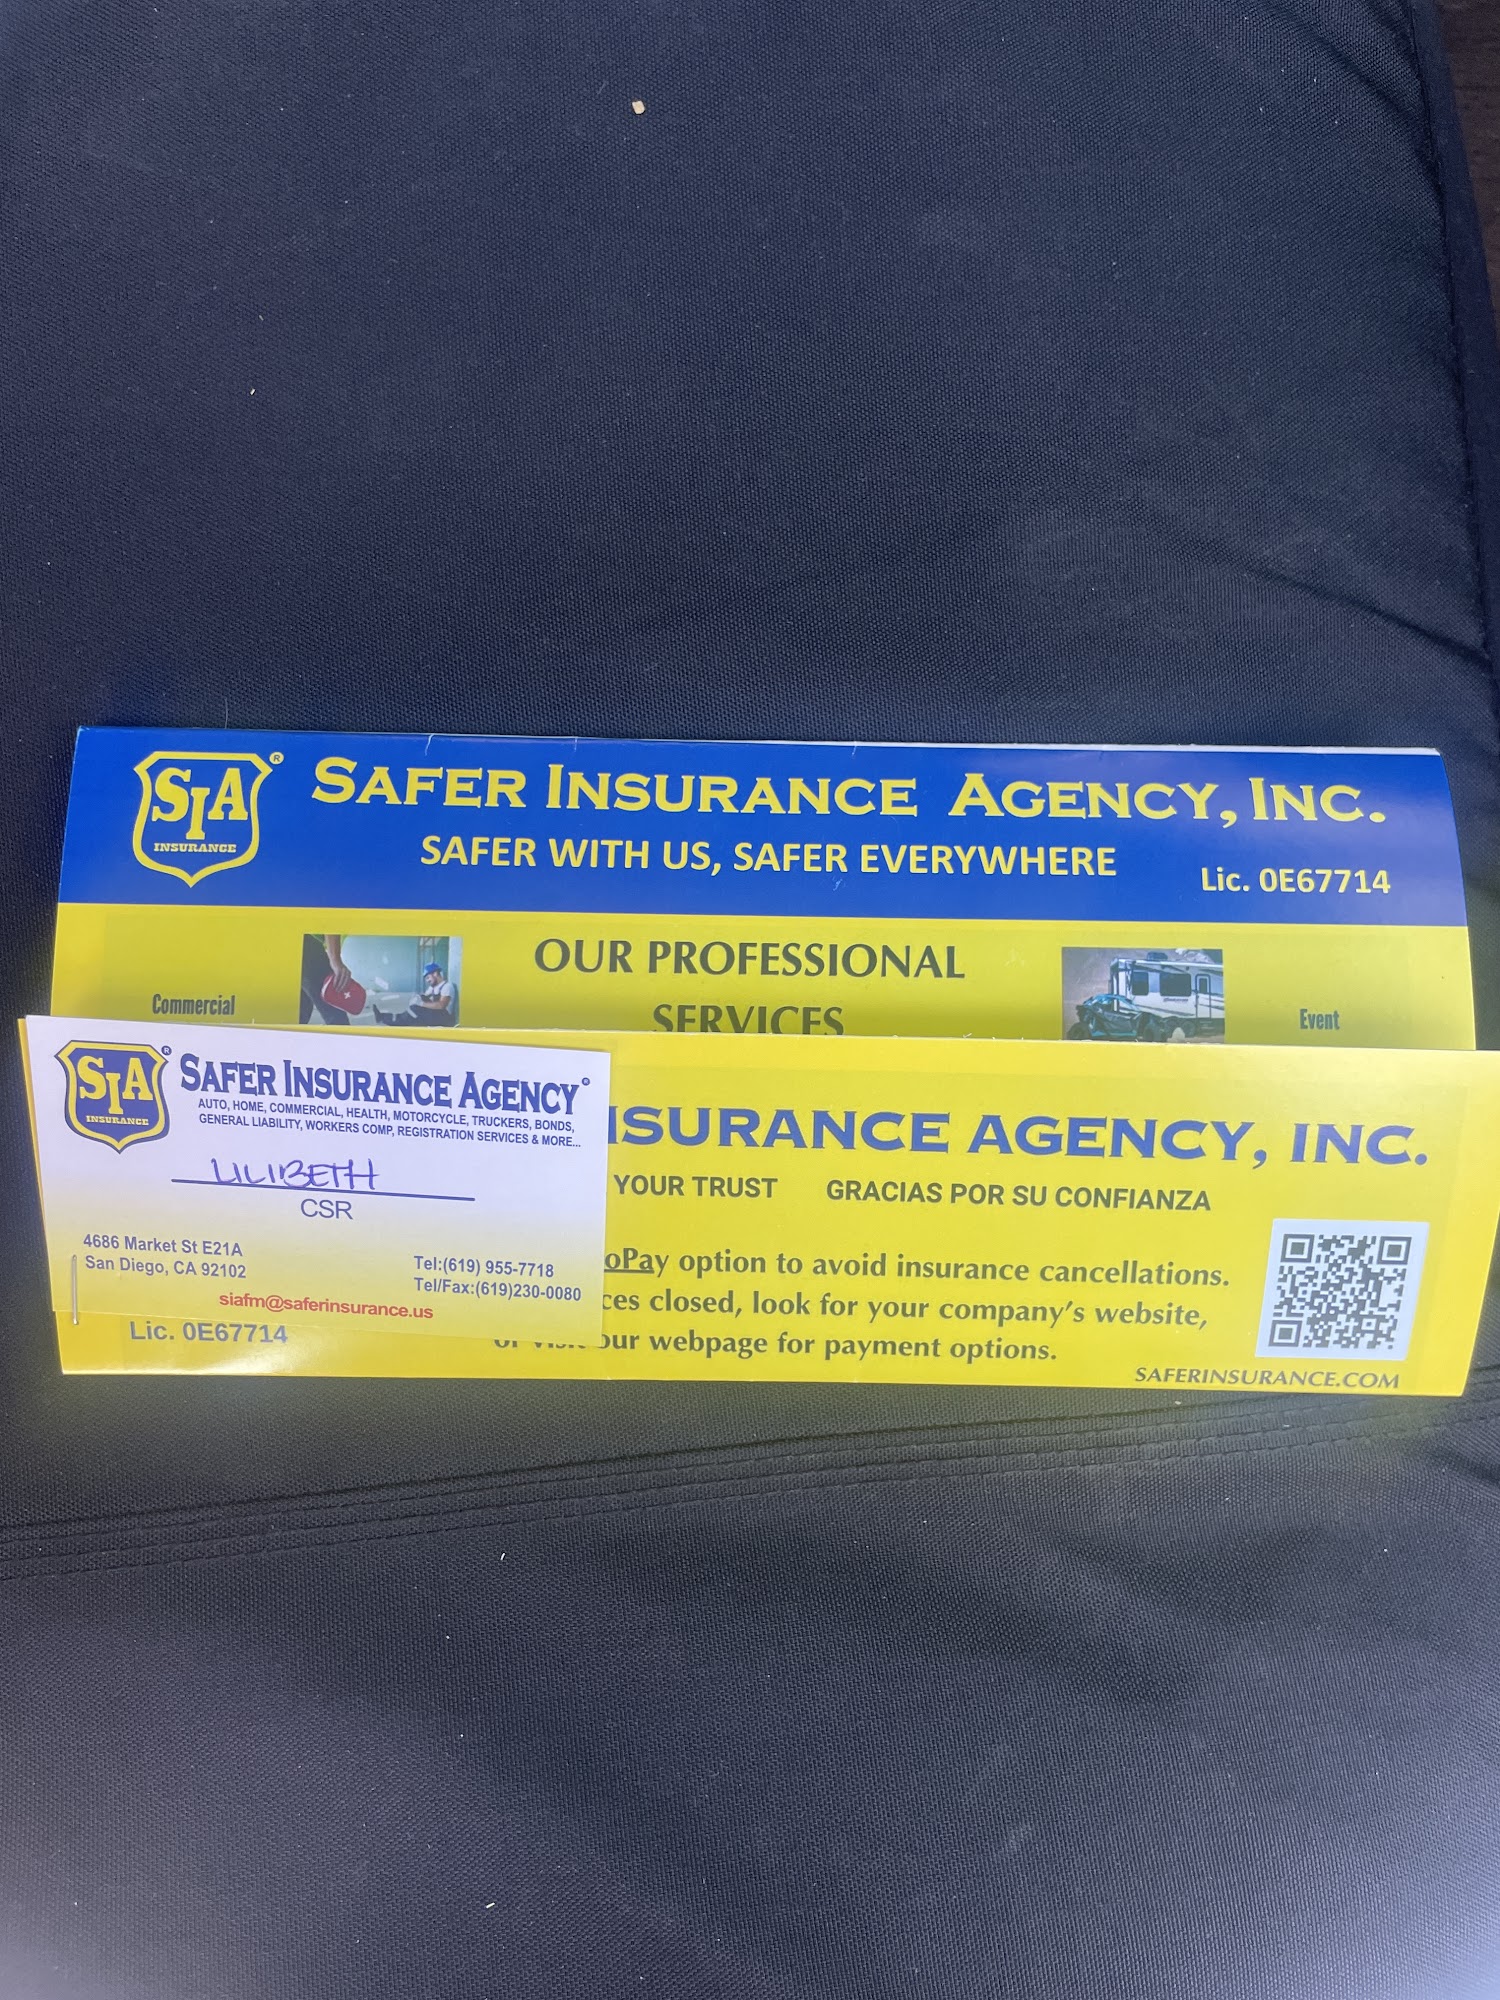 SIA
INSURANCE
®
SAFER INSURANCE AGENCY, INC.
SAFER WITH US, SAFER EVERYWHERE
Lic. 0E67714
OUR PROFESSIONAL
SERVICES
Commercial
Event
SIA
INSURANCE
®
SAFER INSURANCE AGENCY®
AUTO, HOME, COMMERCIAL, HEALTH, MOTORCYCLE, TRUCKERS, BONDS,
GENERAL LIABILITY, WORKERS COMP, REGISTRATION SERVICES & MORE...
LILIBETH
CSR
4686 Market St E21A
San Diego, CA 92102
Tel:(619) 955-7718
Tel/Fax:(619)230-0080
siafm@saferinsurance.us
Lic. 0E67714
NSURANCE AGENCY, INC.
YOUR TRUST GRACIAS POR SU CONFIANZA
oPay option to avoid insurance cancellations.
ces closed, look for your company's website,
our webpage for payment options.
SAFERINSURANCE.COM